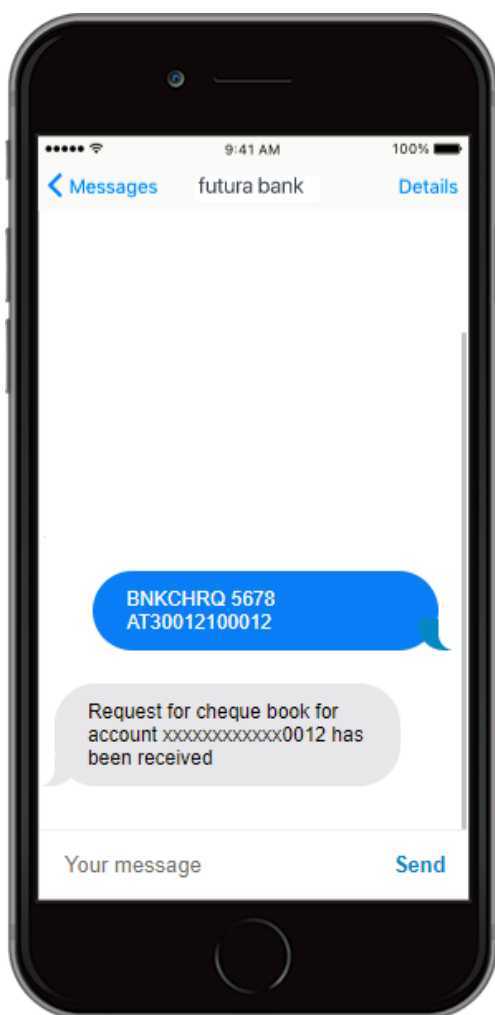 9:41 AM
100%
Messages
futura bank
Details
BNKCHRQ 5678
AT30012100012
Request for cheque book for
account xxxxxxxxxxxx0012 has
been received
Your message
Send